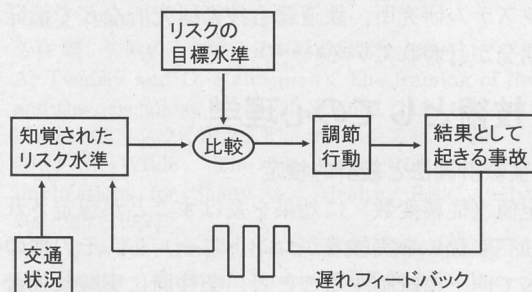 リスクの
目標水準
知覚された
リスク水準
比較
調節
行動
結果として
起きる事故
交通
状況
遅れフィードバック